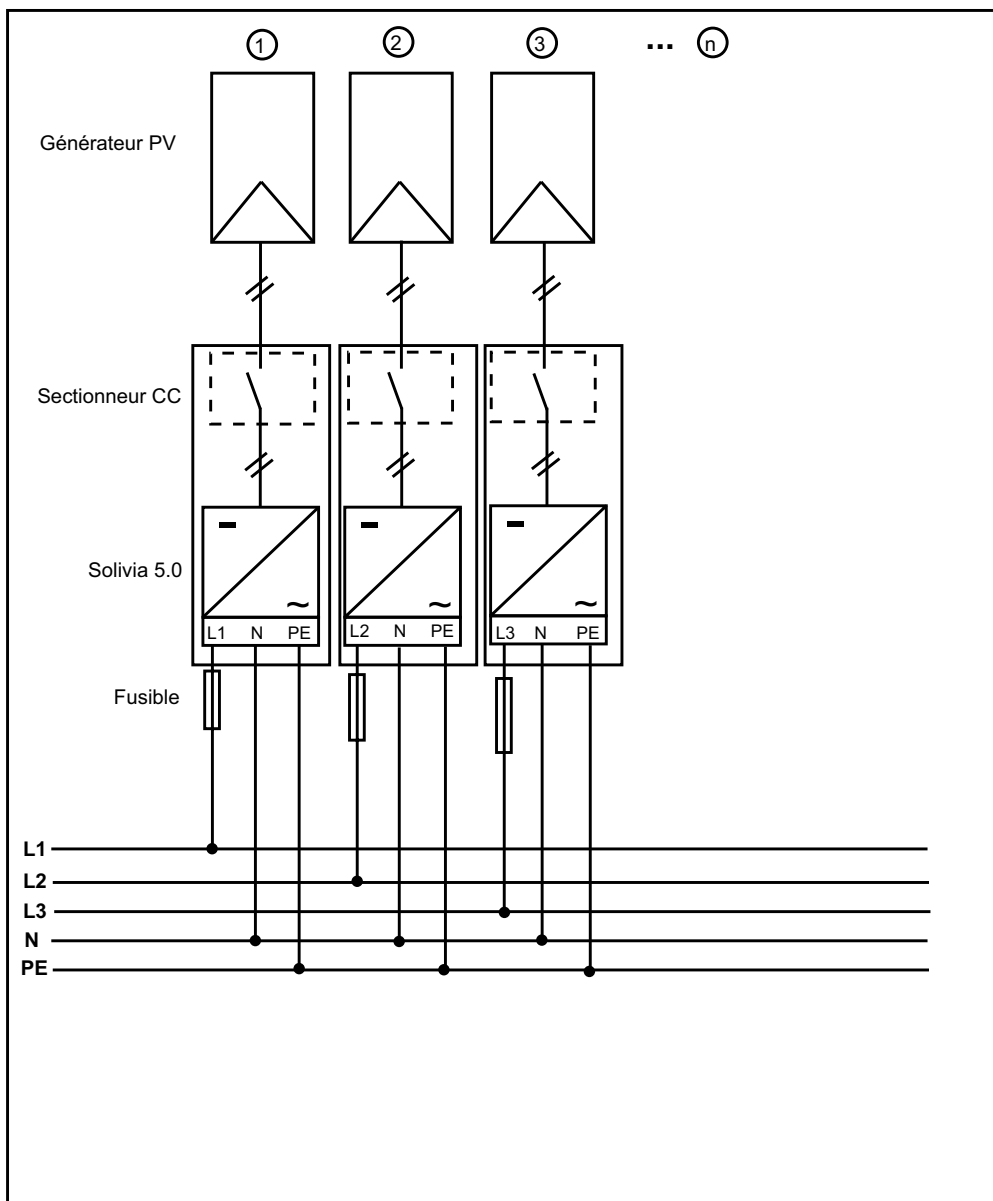 1 2 3 ... n
Générateur PV
Sectionneur CC
Solivia 5.0
L1 N PE L2 N PE L3 N PE
Fusible
L1
L2
L3
N
PE